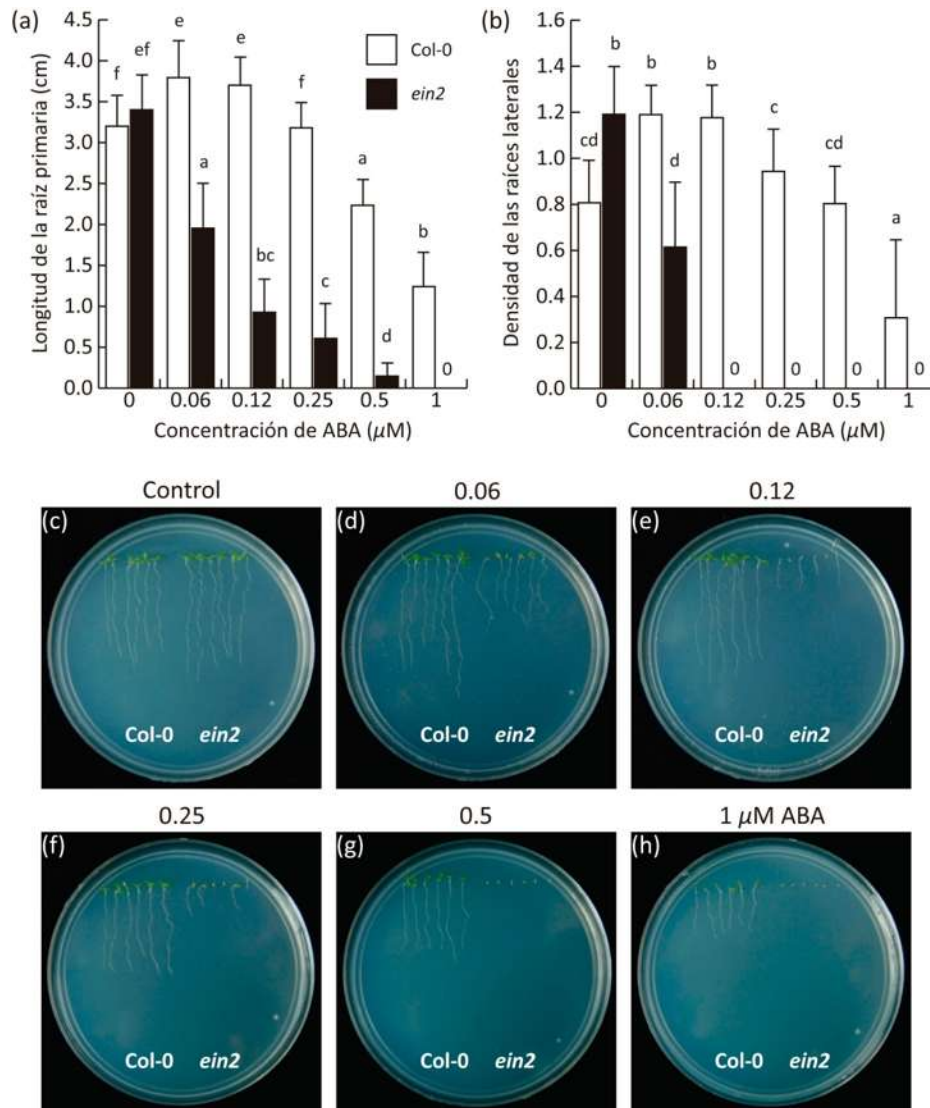 (a)
Longitud de la raíz primaria (cm)
4.5
4.0
3.5
3.0
2.5
2.0
1.5
1.0
0.5
0.0
f ef e a e bc f c a d b 0
Col-0
ein2
0 0.06 0.12 0.25 0.5 1
Concentración de ABA (μM)
(b)
Densidad de las raíces laterales
1.6
1.4
1.2
1.0
0.8
0.6
0.4
0.2
0.0
cd b b d b 0 c 0 cd 0 a 0
0 0.06 0.12 0.25 0.5 1
Concentración de ABA (μM)
Control
(c)
Col-0 ein2
0.06
(d)
Col-0 ein2
0.12
(e)
Col-0 ein2
0.25
(f)
Col-0 ein2
0.5
(g)
Col-0 ein2
1 μM ABA
(h)
Col-0 ein2